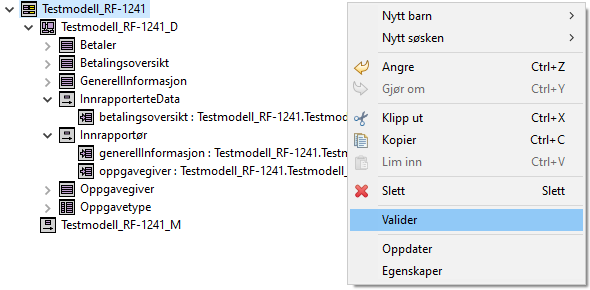 Testmodell_RF-1241
Testmodell_RF-1241_D
Betaler
Betalingsoversikt
GenerellInformasjon
InnrapporterteData
betalingsoversikt : Testmodell_RF-1241.Testmod
Innrapportør
generellInformasjon : Testmodell_RF-1241.Testm
oppgavegiver : Testmodell_RF-1241.Testmodell_
Oppgavegiver
Oppgavetype
Testmodell_RF-1241_M
Nytt barn
Nytt søsken
Angre Ctrl+Z
Gjør om Ctrl+Y
Klipp ut Ctrl+X
Kopier Ctrl+C
Lim inn Ctrl+V
Slett Slett
Valider
Oppdater
Egenskaper